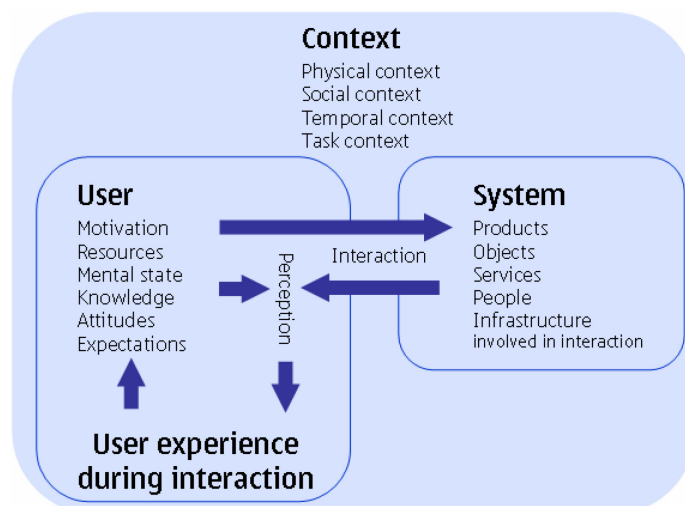 Context
Physical context
Social context
Temporal context
Task context
User
Motivation
Resources
Mental state
Knowledge
Attitudes
Expectations
Perception
Interaction
System
Products
Objects
Services
People
Infrastructure
involved in interaction
User experience
during interaction